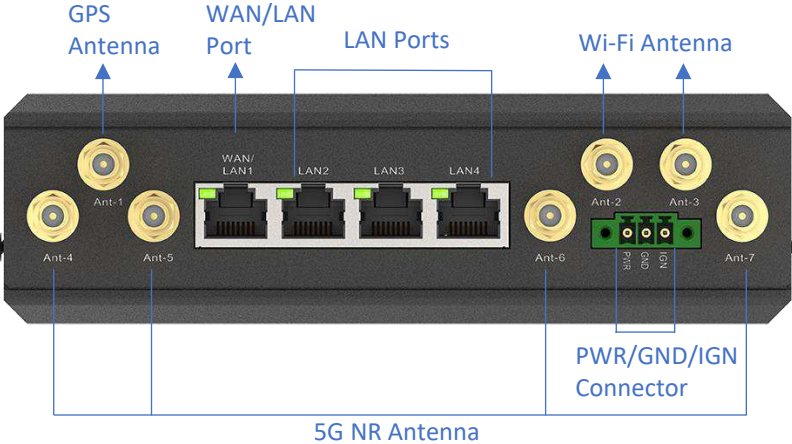 GPS
Antenna
WAN/LAN
Port
LAN Ports
Wi-Fi Antenna
WAN/
LAN1
LAN2
LAN3
LAN4
Ant-1
Ant-2
Ant-3
Ant-4
Ant-5
Ant-6
Ant-7
PWR
GND
IGN
PWR/GND/IGN
Connector
5G NR Antenna